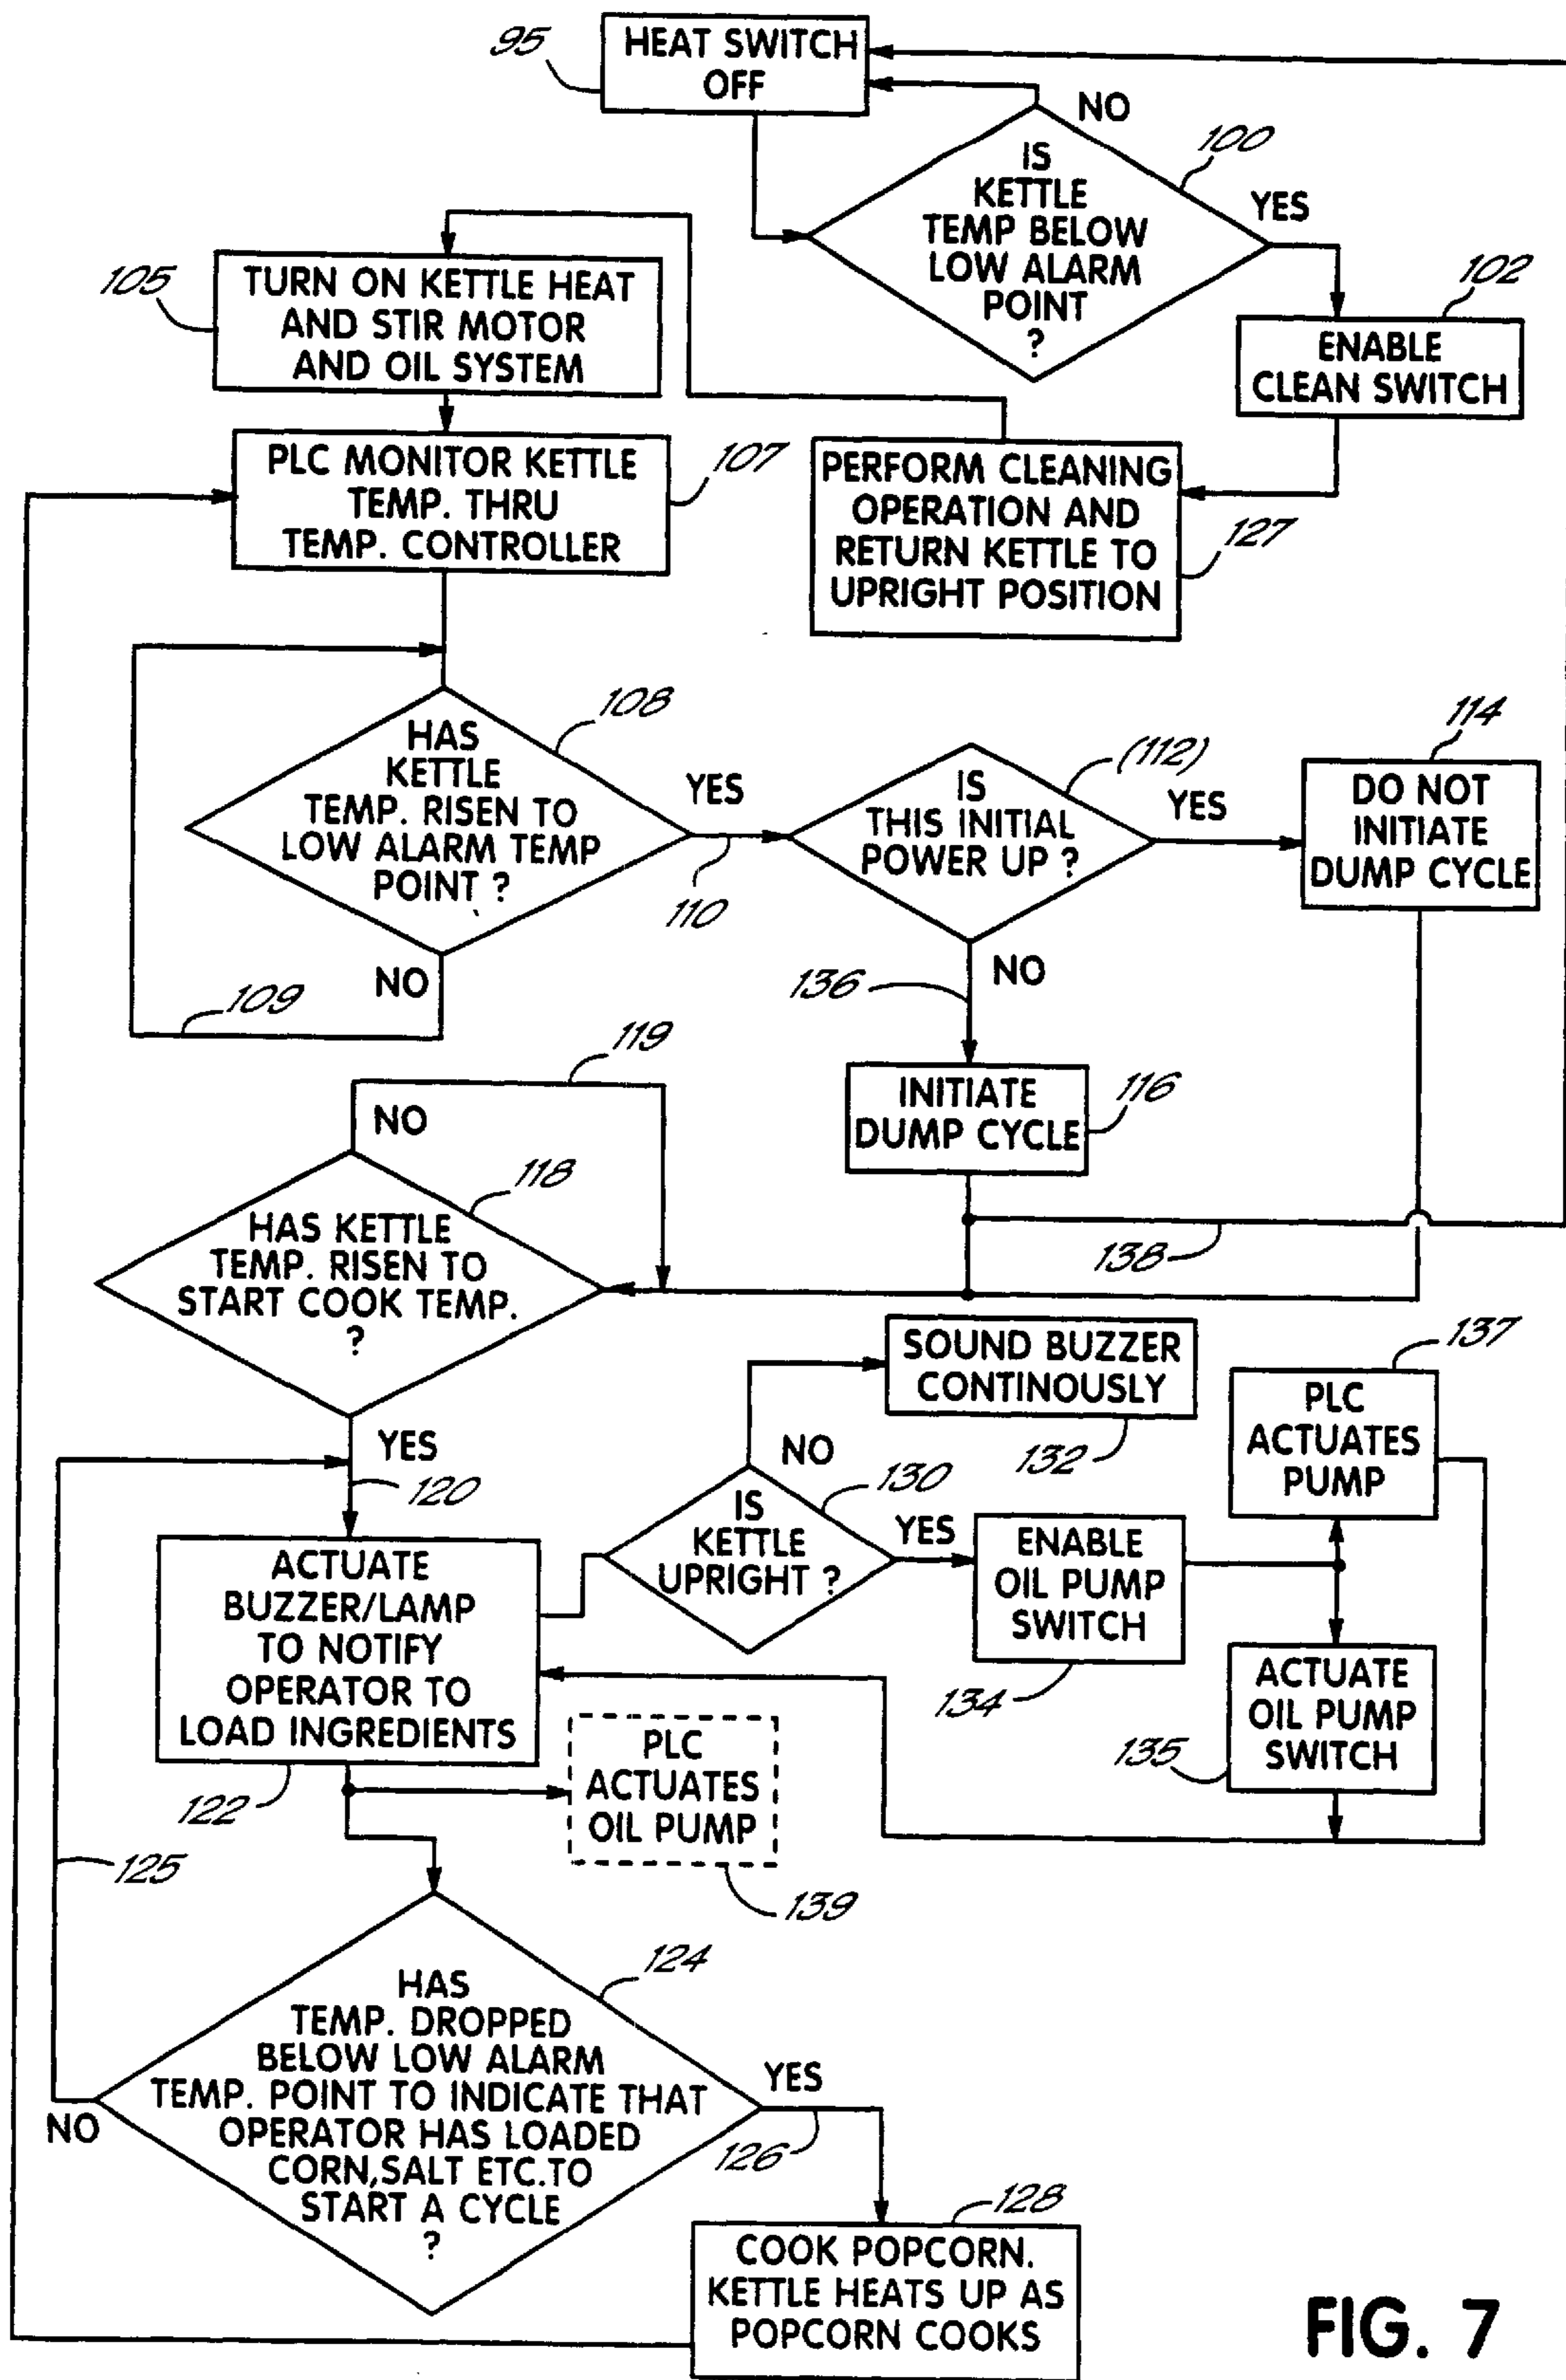 95
HEAT SWITCH
OFF
NO
100
IS
KETTLE
TEMP BELOW
LOW ALARM
POINT
?
YES
102
ENABLE
CLEAN SWITCH
105
TURN ON KETTLE HEAT
AND STIR MOTOR
AND OIL SYSTEM
PLC MONITOR KETTLE
TEMP. THRU
TEMP. CONTROLLER
107
PERFORM CLEANING
OPERATION AND
RETURN KETTLE TO
UPRIGHT POSITION
127
108
HAS
KETTLE
TEMP. RISEN TO
LOW ALARM TEMP
POINT ?
YES
110
NO
109
(112)
IS
THIS INITIAL
POWER UP ?
YES
114
DO NOT
INITIATE
DUMP CYCLE
NO
136
INITIATE
DUMP CYCLE
116
138
119
NO
118
HAS KETTLE
TEMP. RISEN TO
START COOK TEMP.
?
YES
120
SOUND BUZZER
CONTINOUSLY
132
NO
130
IS
KETTLE
UPRIGHT ?
YES
ENABLE
OIL PUMP
SWITCH
134
137
PLC
ACTUATES
PUMP
ACTUATE
OIL PUMP
SWITCH
135
ACTUATE
BUZZER/LAMP
TO NOTIFY
OPERATOR TO
LOAD INGREDIENTS
122
PLC
ACTUATES
OIL PUMP
139
125
124
HAS
TEMP. DROPPED
BELOW LOW ALARM
TEMP. POINT TO INDICATE THAT
OPERATOR HAS LOADED
CORN,SALT ETC.TO
START A CYCLE
?
NO
YES
126
128
COOK POPCORN.
KETTLE HEATS UP AS
POPCORN COOKS
FIG. 7